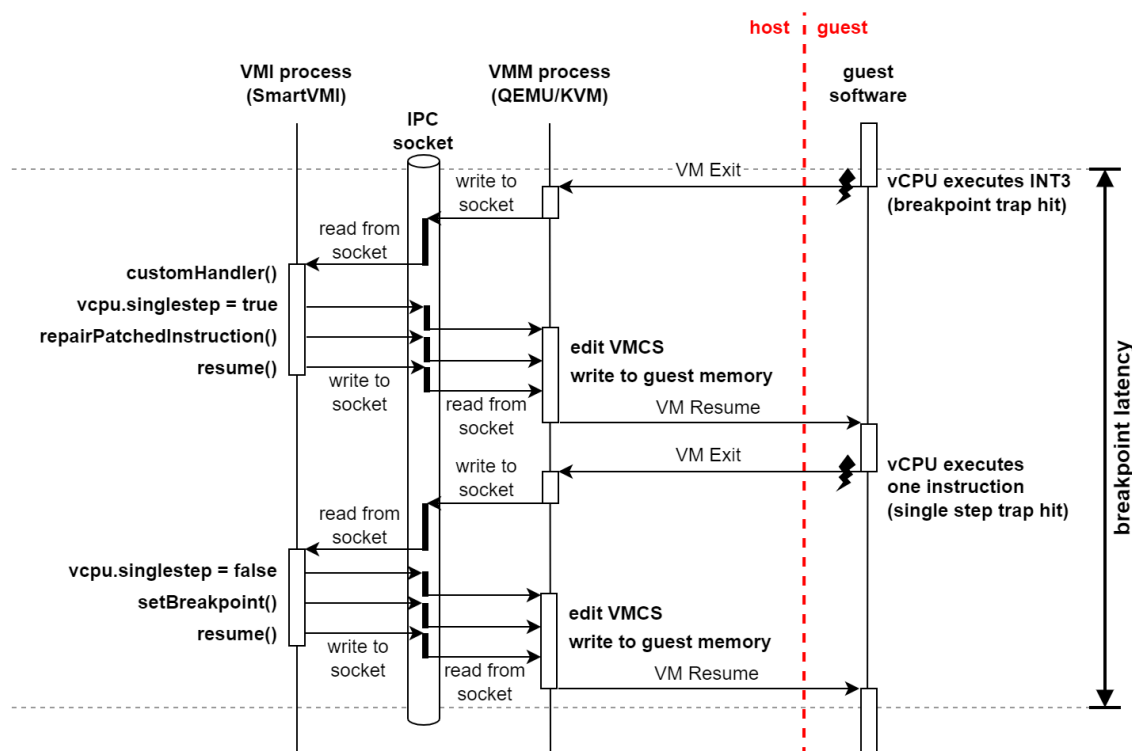 host
guest
VMI process
(SmartVMI)
VMM process
(QEMU/KVM)
guest
software
IPC
socket
VM Exit
write to
socket
vCPU executes INT3
(breakpoint trap hit)
read from
socket
customHandler()
vcpu.singlestep = true
repairPatchedInstruction()
resume()
edit VMCS
write to guest memory
write to
socket
read from
socket
VM Resume
VM Exit
write to
socket
vCPU executes
one instruction
(single step trap hit)
read from
socket
vcpu.singlestep = false
setBreakpoint()
resume()
edit VMCS
write to guest memory
write to
socket
read from
socket
VM Resume
breakpoint latency